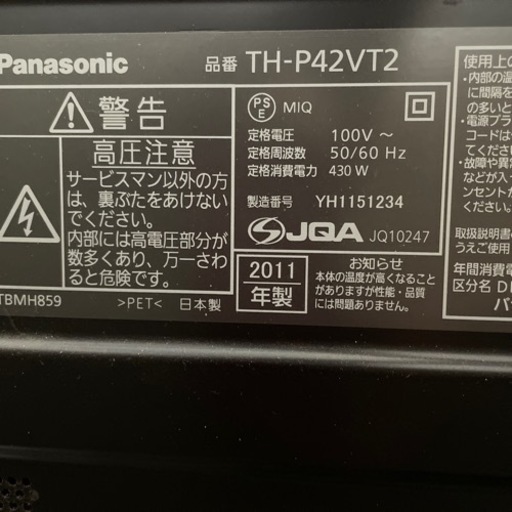 Panasonic
品番 TH-P42VT2
警告
高圧注意
サービスマン以外の方
は、裏ぶたをあけない
でください。
内部には高電圧部分が
数多くあり、万一さわる
と危険です。
TBMH859
>PET< 日本製
PSE MIQ
定格電圧 100V ～
定格周波数 50/60 Hz
定格消費電力 430 W
製造番号 YH1151234
JQA JQ10247
2011
年製
お知らせ
本体の温度が高くなることが
ありますが性能・品質
には問題ありません。
使用上の
・内部の温
に間隔を
の多いと
・電源プラ
コードは
てくださ
・故障や異
などが入
ンセントが
ください。
取扱説明書の
うえご使用
年間消費電
区分名 D